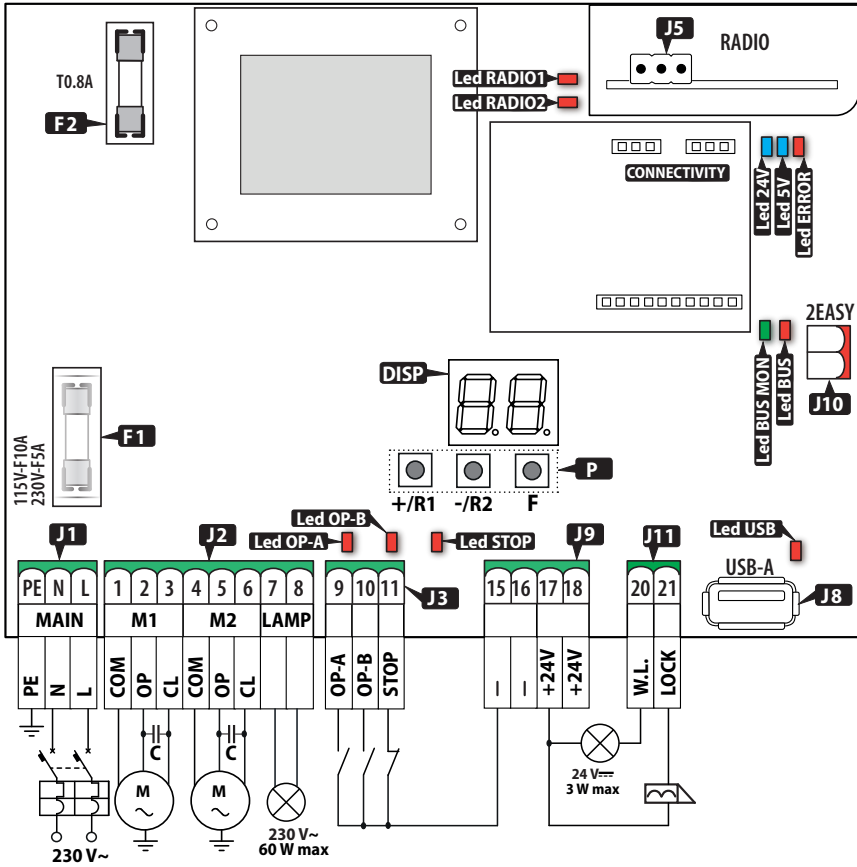 J5
RADIO
T0.8A
F2
Led RADIO1
Led RADIO2
CONNECTIVITY
Led 24V
Led 5V
Led ERROR
2EASY
Led BUS MON
Led BUS
J10
DISP
88
115V-F10A
230V-F5A
F1
P
+/R1 -/R2 F
J1
J2
Led OP-A
Led OP-B
Led STOP
J9
J11
Led USB
USB-A
J8
PE N L
MAIN
1 2 3 4 5 6 7 8
M1 M2 LAMP
9 10 11
J3
15 16 17 18
20 21
PE N L
COM OP CL COM OP CL
OP-A OP-B STOP
– – +24V +24V
W.L. LOCK
C C
M
~
M
~
24 V⎓
3 W max
230 V~
60 W max
230 V~